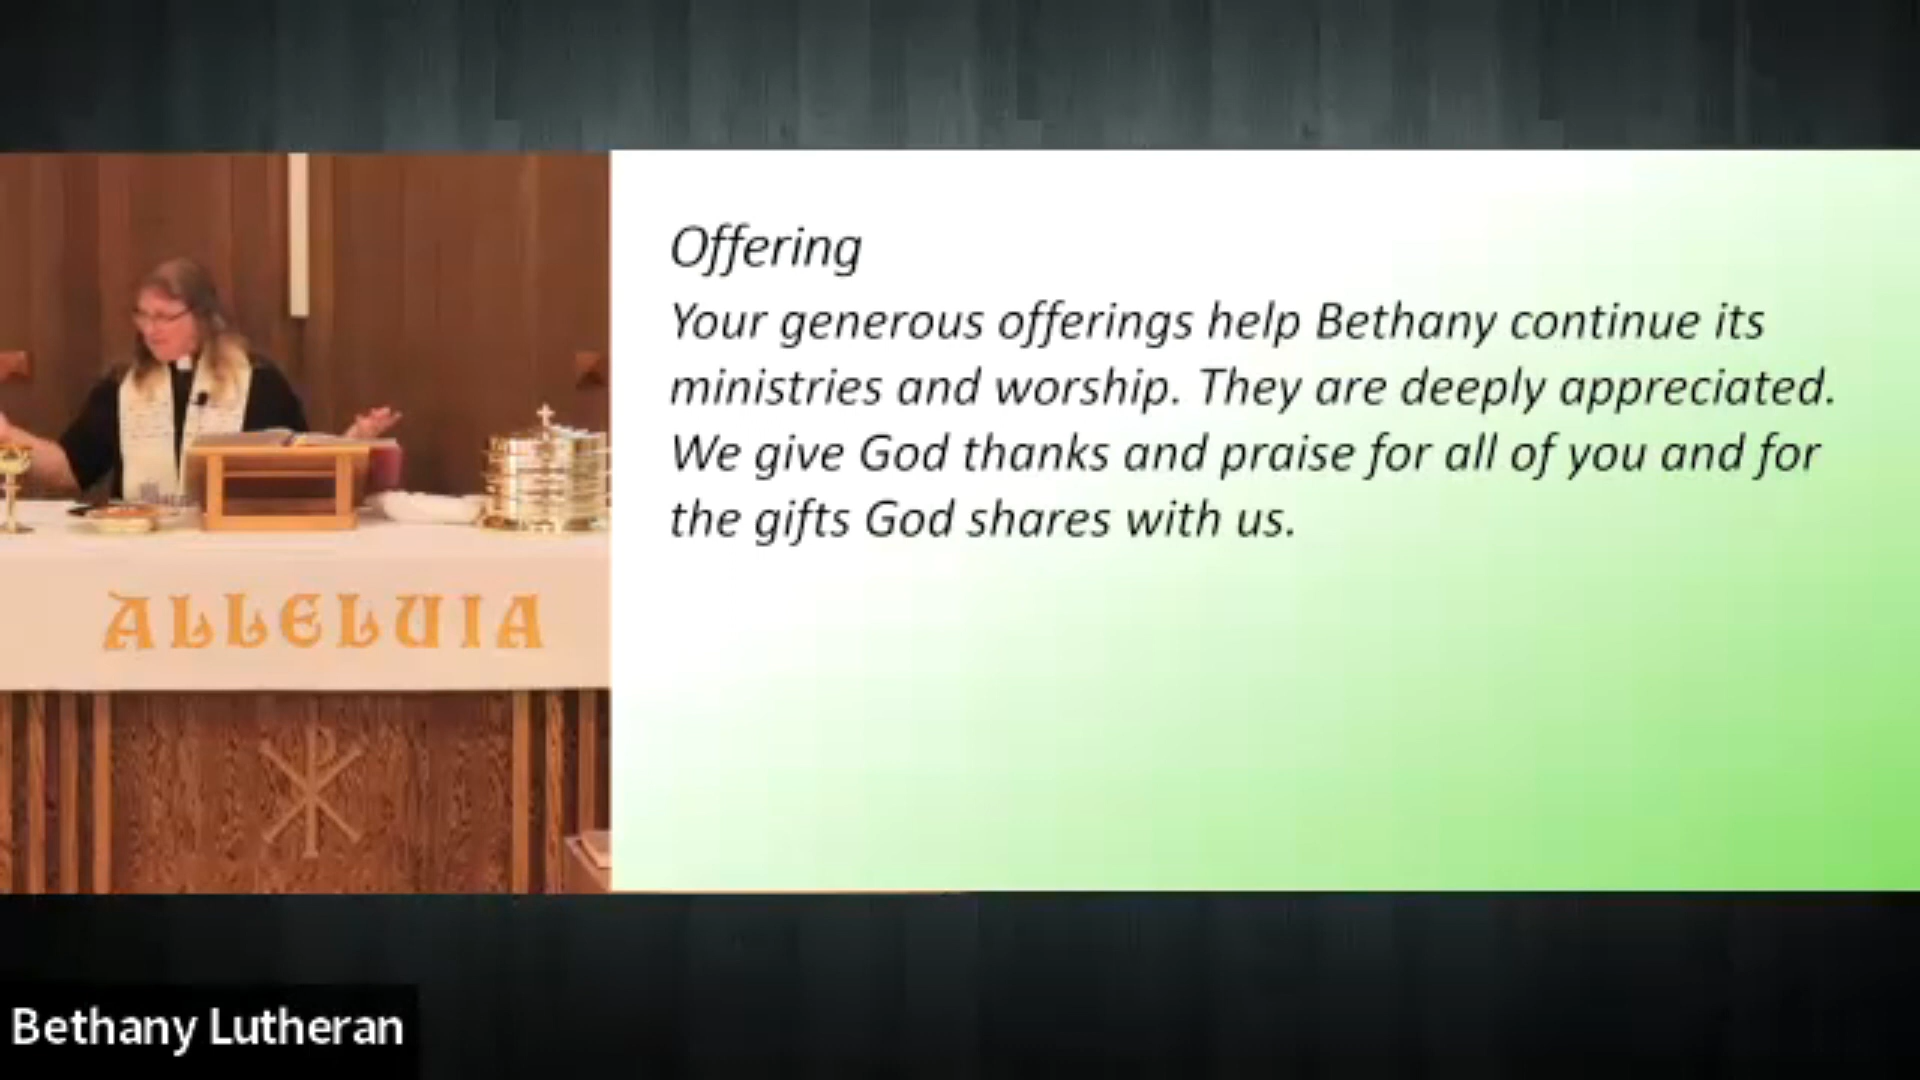 Offering
Your generous offerings help Bethany continue its
ministries and worship. They are deeply appreciated.
We give God thanks and praise for all of you and for
the gifts God shares with us.
ALLELUIA
Bethany Lutheran